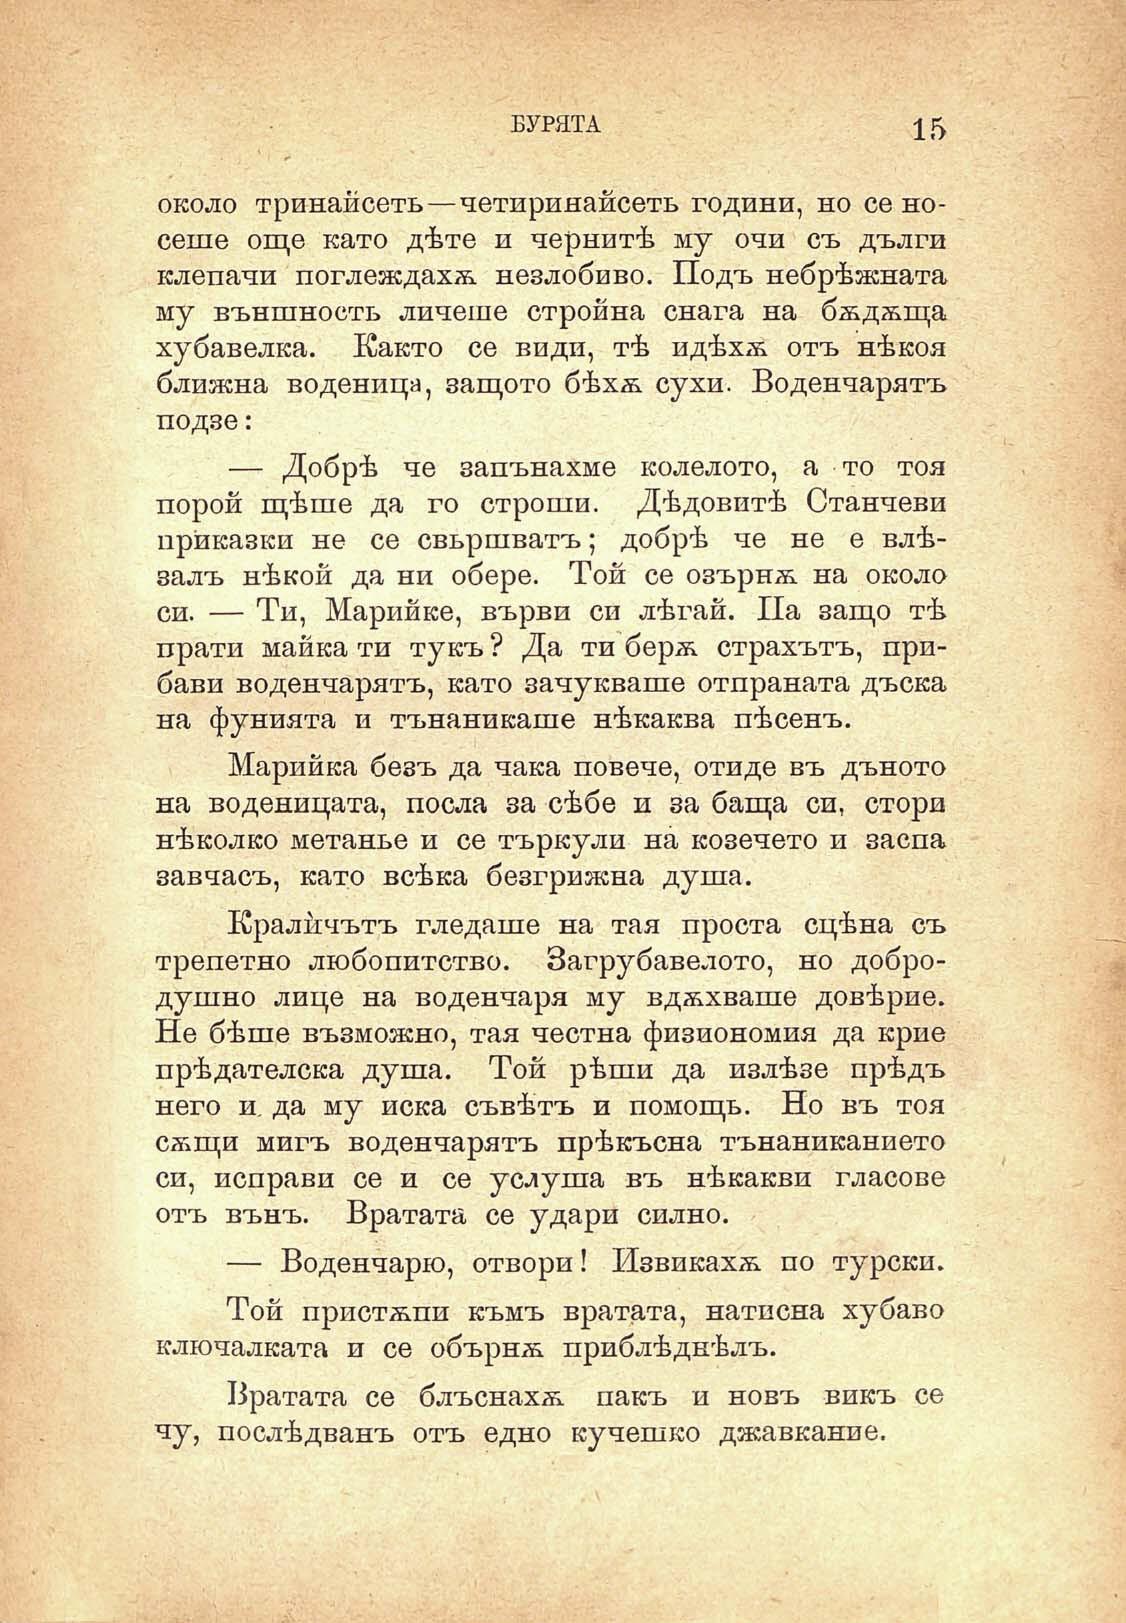 БУРЯТА 15
около тринайсеть—четиринайсеть години, но се но-
сеше още като дѣте и чернитѣ му очи съ дълги
клепачи поглеждахѫ незлобиво. Подъ небрѣжната
му външность личеше стройна снага на бѫдѫща
хубавелка. Както се види, тѣ идѣхѫ отъ нѣкоя
ближна воденица, защото бѣхѫ сухи. Воденчарятъ
подзе:
— Добрѣ че запънахме колелото, а то тоя
порой щѣше да го строши. Дѣдовитѣ Станчеви
приказки не се свьршватъ; добрѣ че не е влѣ-
залъ нѣкой да ни обере. Той се озърнѫ на около
си. — Ти, Марийке, върви си лѣгай. Па защо тѣ
прати майка ти тукъ? Да ти берѫ страхътъ, при-
бави воденчарятъ, като зачукваше отпраната дъска
на фунията и тънаникаше нѣкаква пѣсенъ.
Марийка безъ да чака повече, отиде въ дъното
на воденицата, посла за сѣбе и за баща си, стори
нѣколко метанье и се търкули на козечето и заспа
завчасъ, като всѣка безгрижна душа.
Кралѝчътъ гледаше на тая проста сцѣна съ
трепетно любопитство. Загрубавелото, но добро-
душно лице на воденчаря му вдѫхваше довѣрие.
Не бѣше възможно, тая честна физиономия да крие
прѣдателска душа. Той рѣши да излѣзе прѣдъ
него и да му иска съвѣтъ и помощь. Но въ тоя
сѫщи мигъ воденчарятъ прѣкъсна тънаниканието
си, исправи се и се услуша въ нѣкакви гласове
отъ вънъ. Вратата се удари силно.
— Воденчарю, отвори! Извикахѫ по турски.
Той пристѫпи къмъ вратата, натисна хубаво
ключалката и се обърнѫ приблѣднѣлъ.
Вратата се блъснахѫ пакъ и новъ викъ се
чу, послѣдванъ отъ едно кучешко джавкание.